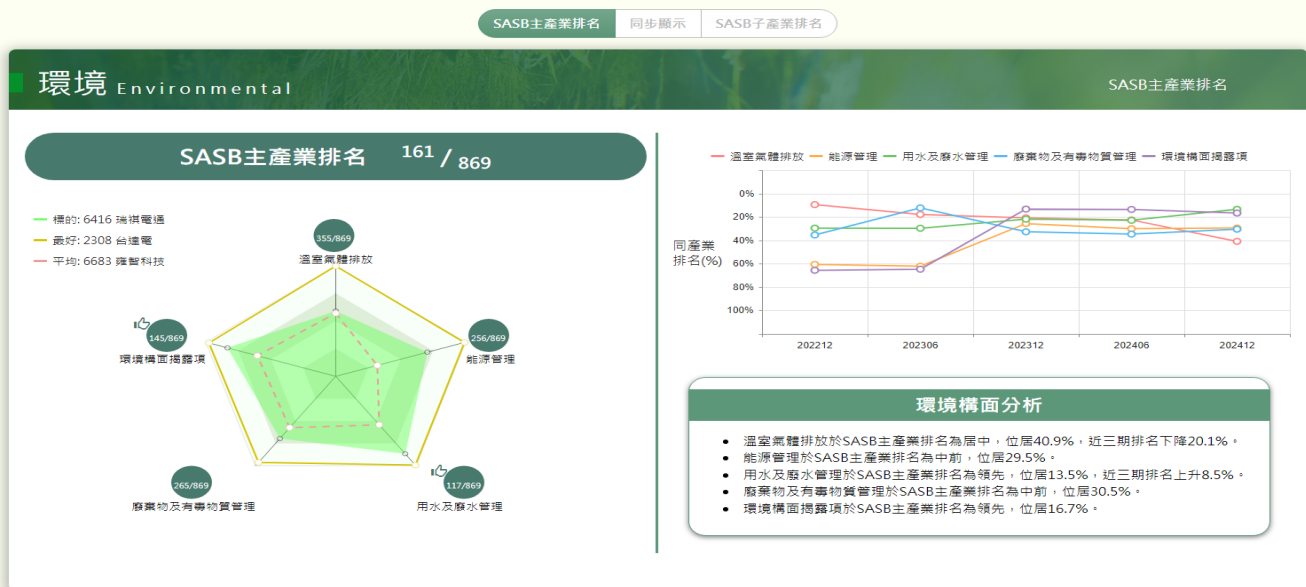 SASB主產業排名 同步顯示 SASB子產業排名
環境 Environmental
SASB主產業排名
SASB主產業排名 161 / 869
標的: 6416 瑞祺電通
最好: 2308 台達電
平均: 6683 雍智科技
355/869
溫室氣體排放
256/869
能源管理
117/869
用水及廢水管理
265/869
廢棄物及有毒物質管理
145/869
環境構面揭露項
溫室氣體排放 能源管理 用水及廢水管理 廢棄物及有毒物質管理 環境構面揭露項
同產業
排名(%)
0%
20%
40%
60%
80%
100%
202212 202306 202312 202406 202412
環境構面分析
• 溫室氣體排放於SASB主產業排名為居中，位居40.9%，近三期排名下降20.1%。
• 能源管理於SASB主產業排名為中前，位居29.5%。
• 用水及廢水管理於SASB主產業排名為領先，位居13.5%，近三期排名上升8.5%。
• 廢棄物及有毒物質管理於SASB主產業排名為中前，位居30.5%。
• 環境構面揭露項於SASB主產業排名為領先，位居16.7%。